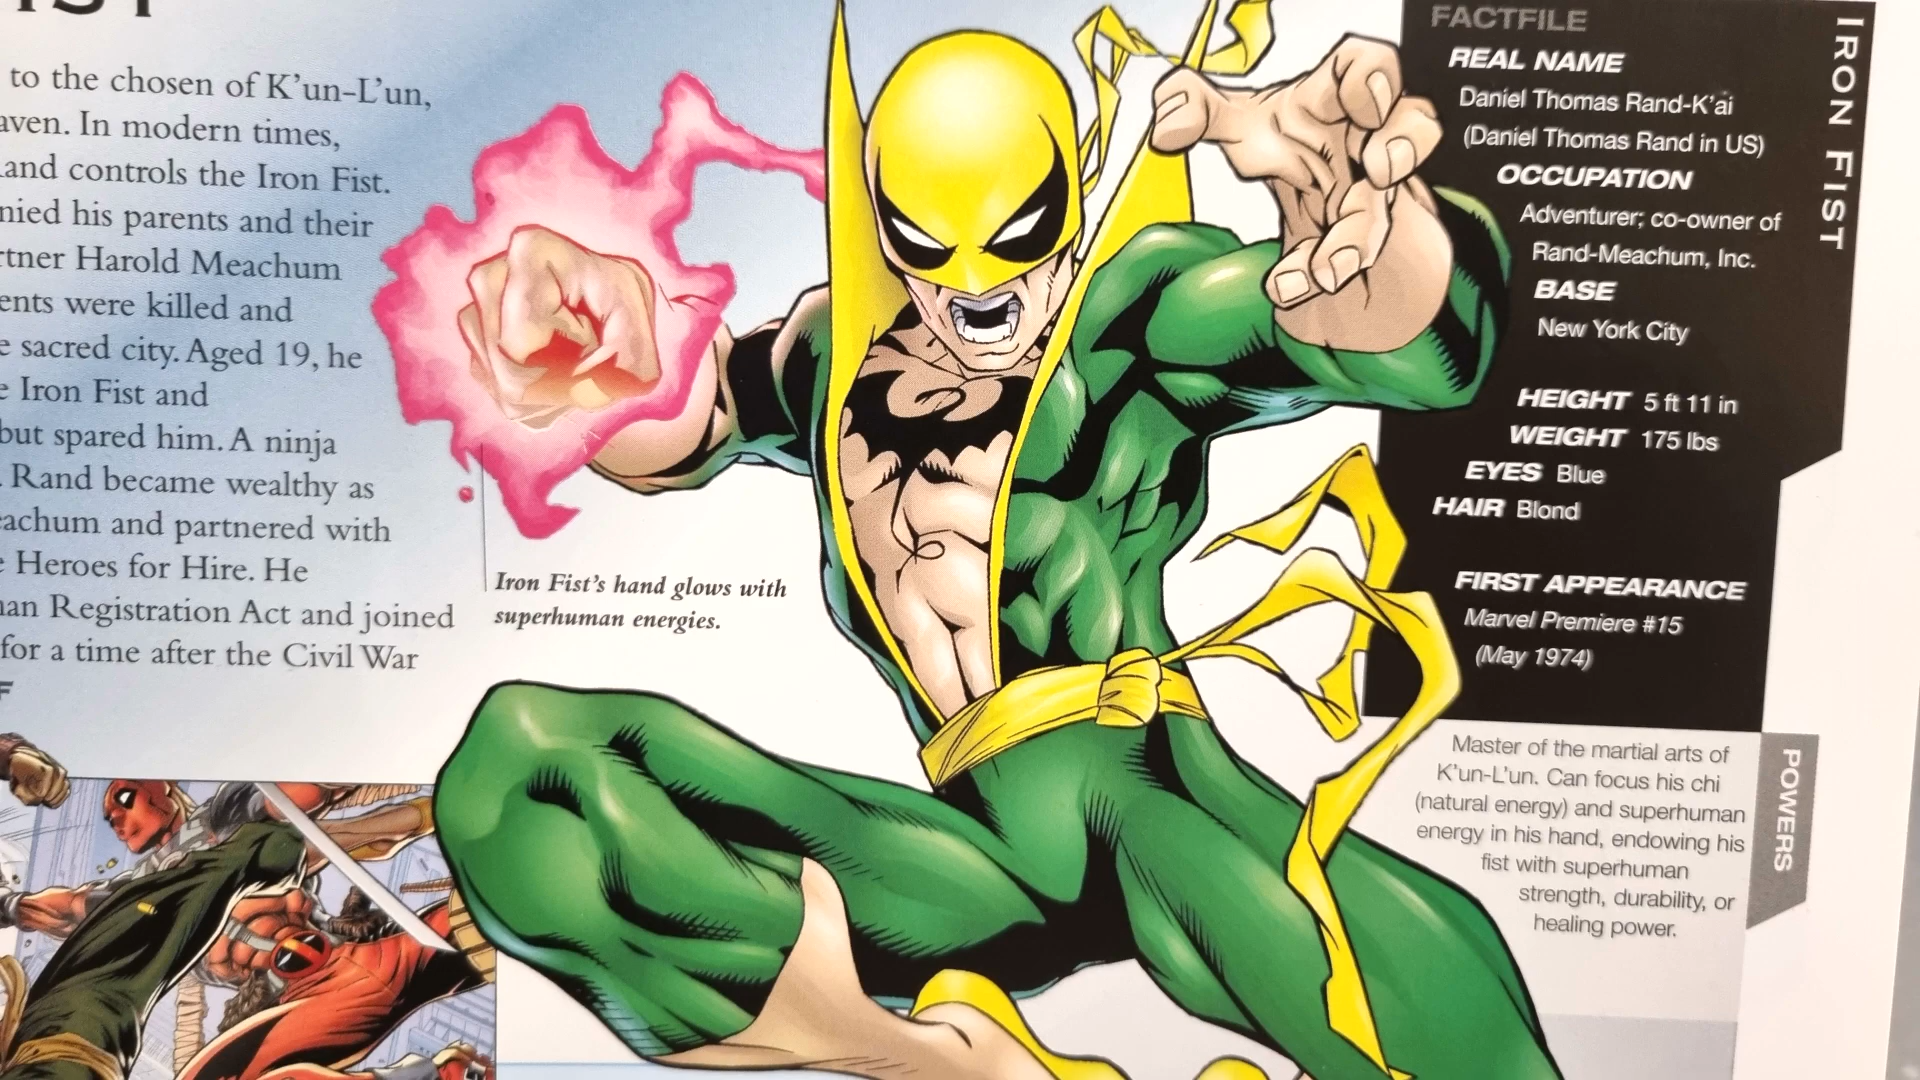 to the chosen of K'un-L'un,
In modern times,
and controls the Iron Fist.
his parents and their
Harold Meachum
were killed and
sacred city. Aged 19, he
Iron Fist and
but spared him. A ninja
Rand became wealthy as
and partnered with
Heroes for Hire. He
Registration Act and joined
for a time after the Civil War
Iron Fist's hand glows with
superhuman energies.
FACTFILE
REAL NAME
Daniel Thomas Rand-K'ai
(Daniel Thomas Rand in US)
OCCUPATION
Adventurer; co-owner of
Rand-Meachum, Inc.
BASE
New York City
HEIGHT 5 ft 11 in
WEIGHT 175 lbs
EYES Blue
HAIR Blond
FIRST APPEARANCE
Marvel Premiere #15
(May 1974)
IRON FIST
Master of the martial arts of
K'un-L'un. Can focus his chi
(natural energy) and superhuman
energy in his hand, endowing his
fist with superhuman
strength, durability, or
healing power.
POWERS